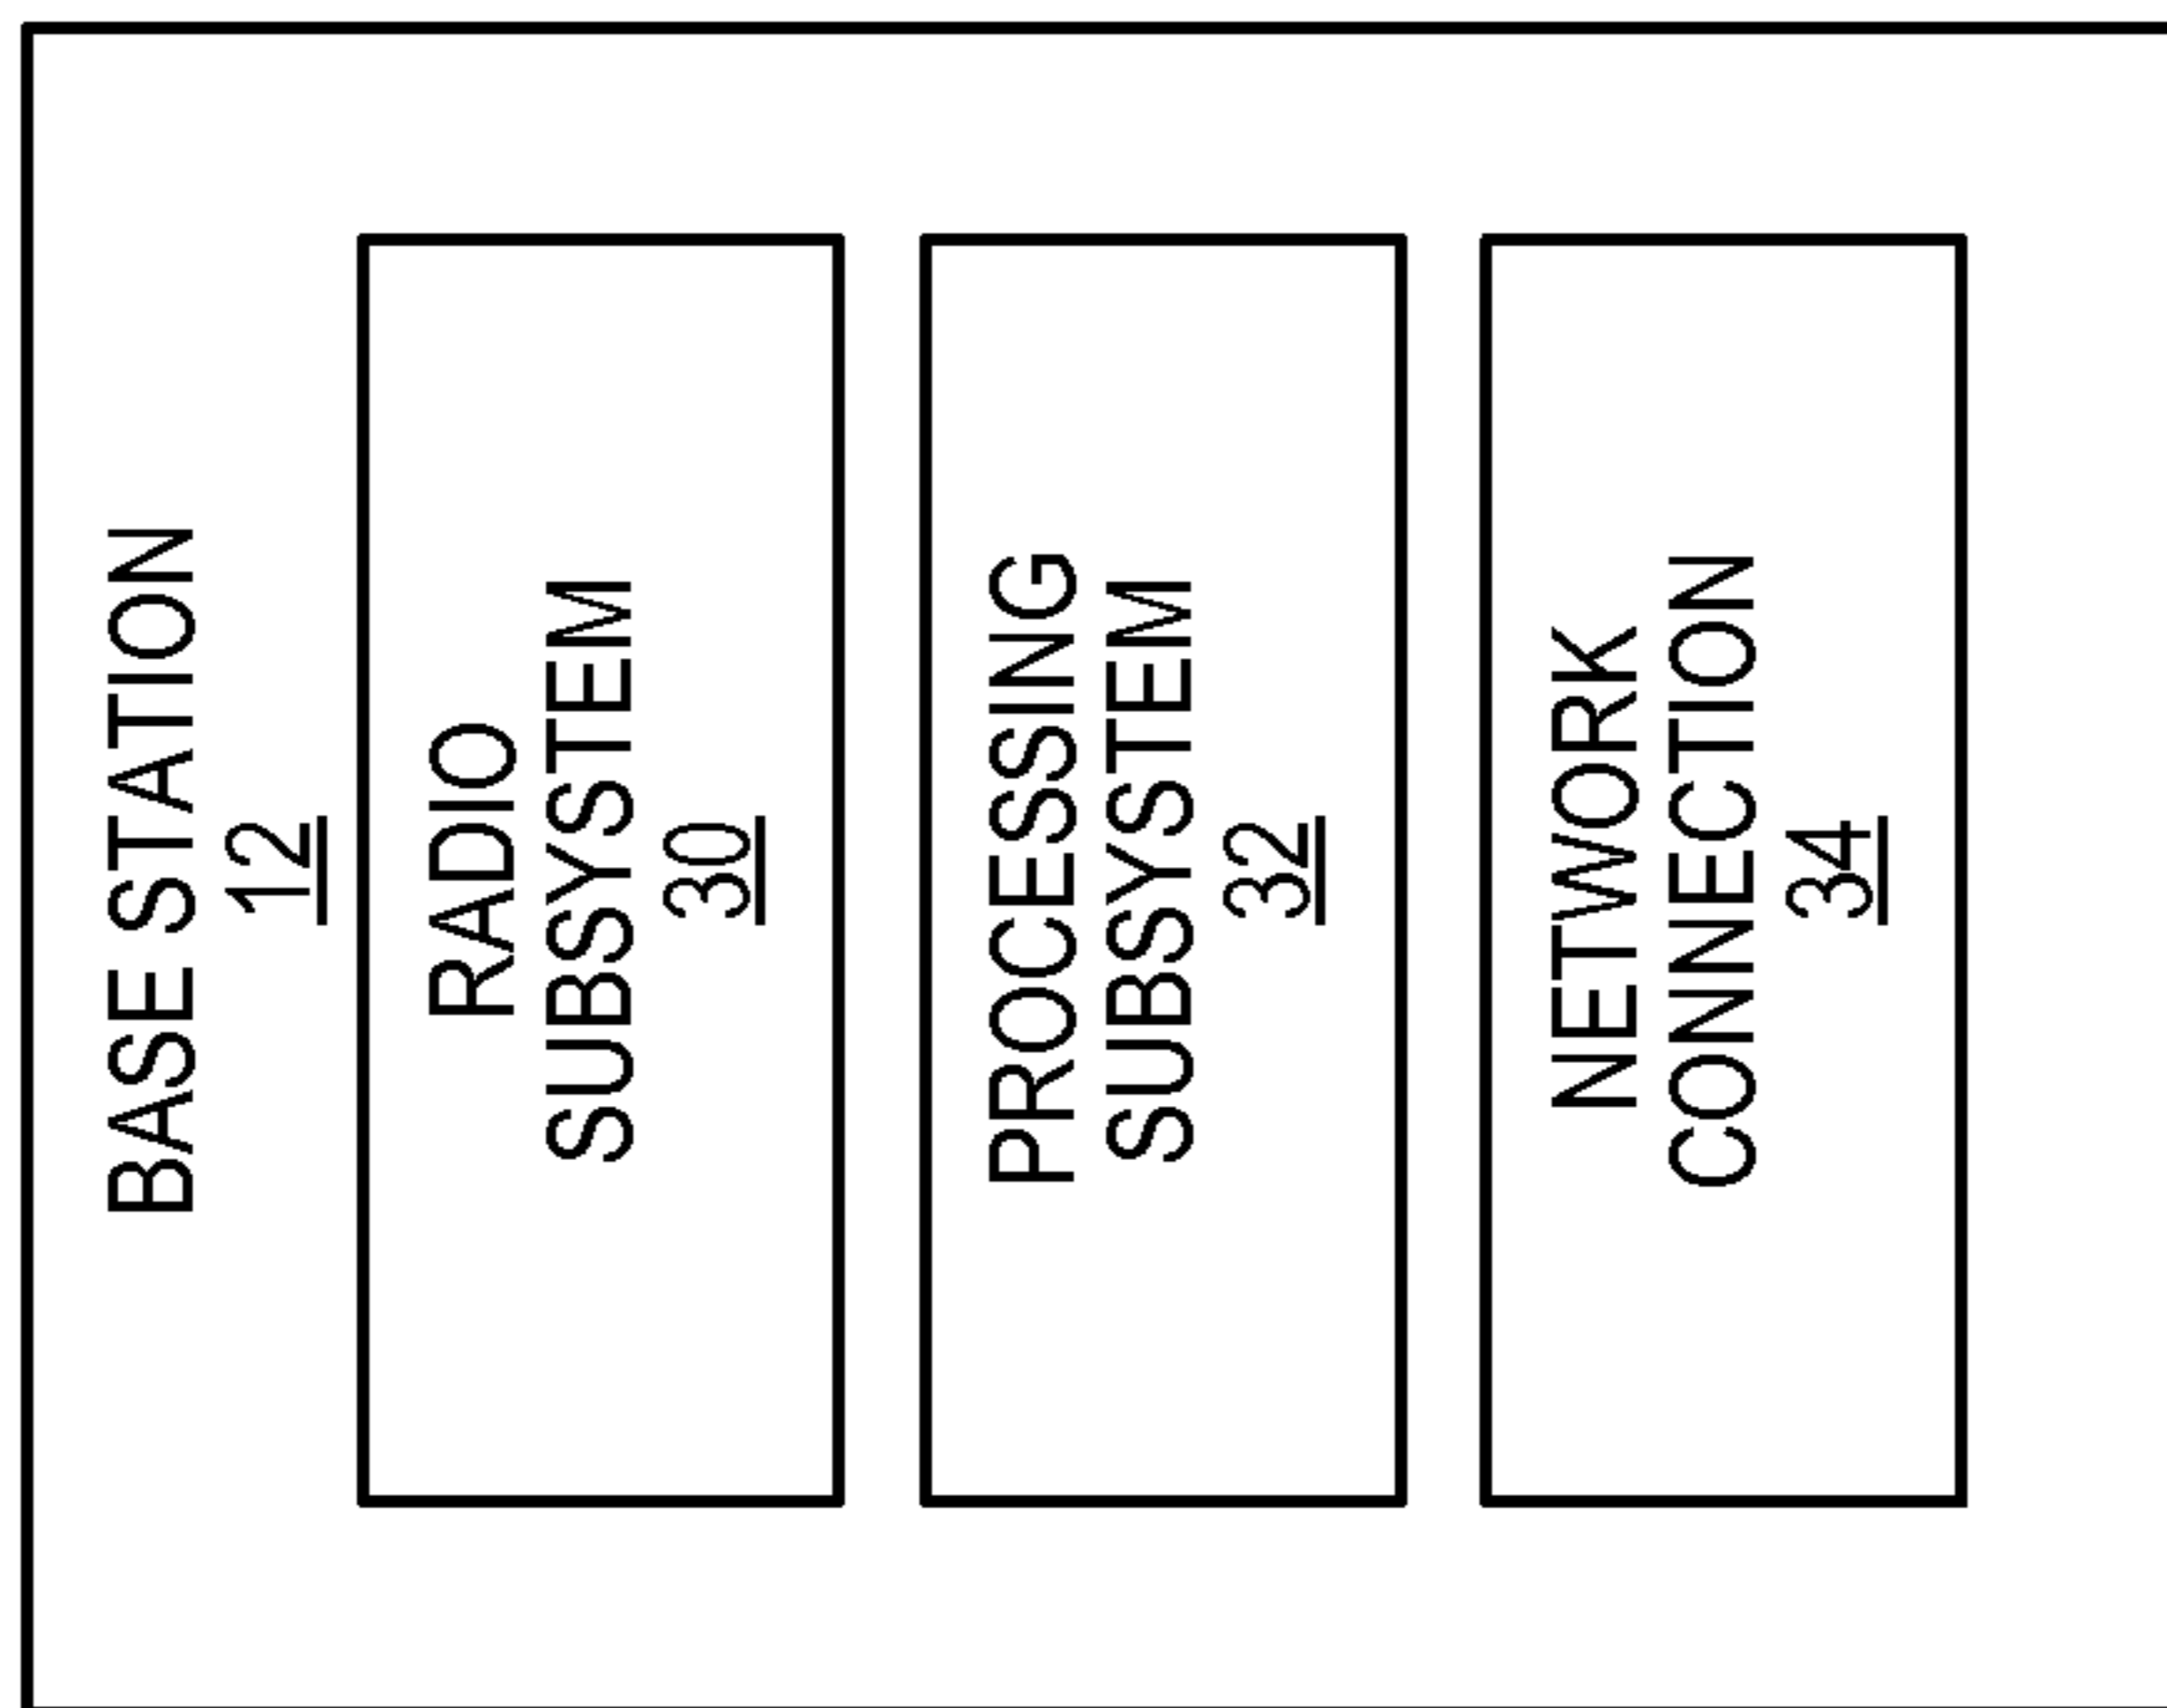 BASE STATION
12
RADIO
SUBSYSTEM
30
PROCESSING
SUBSYSTEM
32
NETWORK
CONNECTION
34